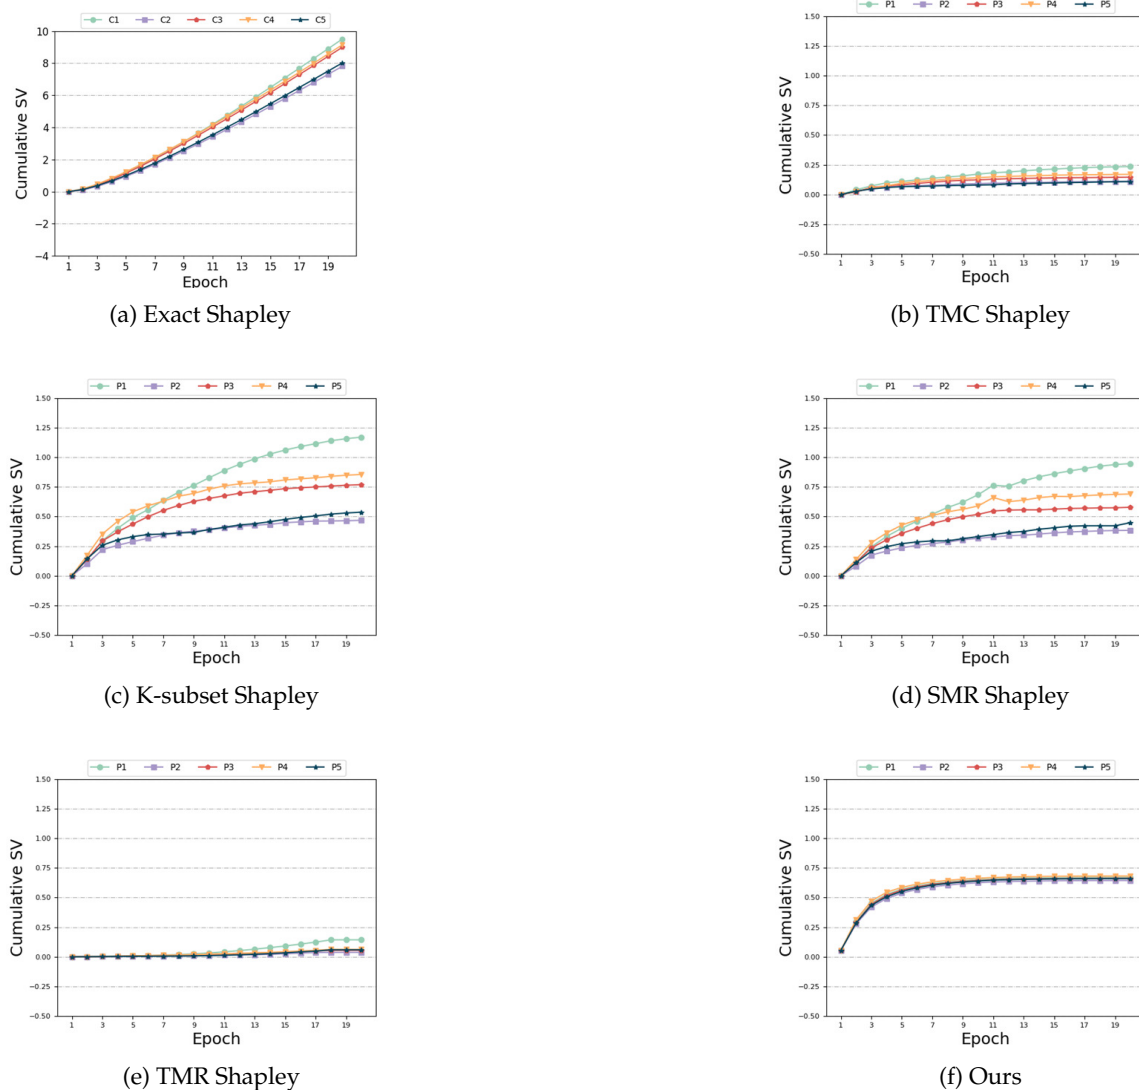 C1 C2 C3 C4 C5
10
8
6
4
2
0
−2
−4
Cumulative SV
1 3 5 7 9 11 13 15 17 19
Epoch
(a) Exact Shapley
P1 P2 P3 P4 P5
1.50
1.25
1.00
0.75
0.50
0.25
0.00
−0.25
−0.50
Cumulative SV
1 3 5 7 9 11 13 15 17 19
Epoch
(b) TMC Shapley
P1 P2 P3 P4 P5
1.50
1.25
1.00
0.75
0.50
0.25
0.00
−0.25
−0.50
Cumulative SV
1 3 5 7 9 11 13 15 17 19
Epoch
(c) K-subset Shapley
P1 P2 P3 P4 P5
1.50
1.25
1.00
0.75
0.50
0.25
0.00
−0.25
−0.50
Cumulative SV
1 3 5 7 9 11 13 15 17 19
Epoch
(d) SMR Shapley
P1 P2 P3 P4 P5
1.50
1.25
1.00
0.75
0.50
0.25
0.00
−0.25
−0.50
Cumulative SV
1 3 5 7 9 11 13 15 17 19
Epoch
(e) TMR Shapley
P1 P2 P3 P4 P5
1.50
1.25
1.00
0.75
0.50
0.25
0.00
−0.25
−0.50
Cumulative SV
1 3 5 7 9 11 13 15 17 19
Epoch
(f) Ours